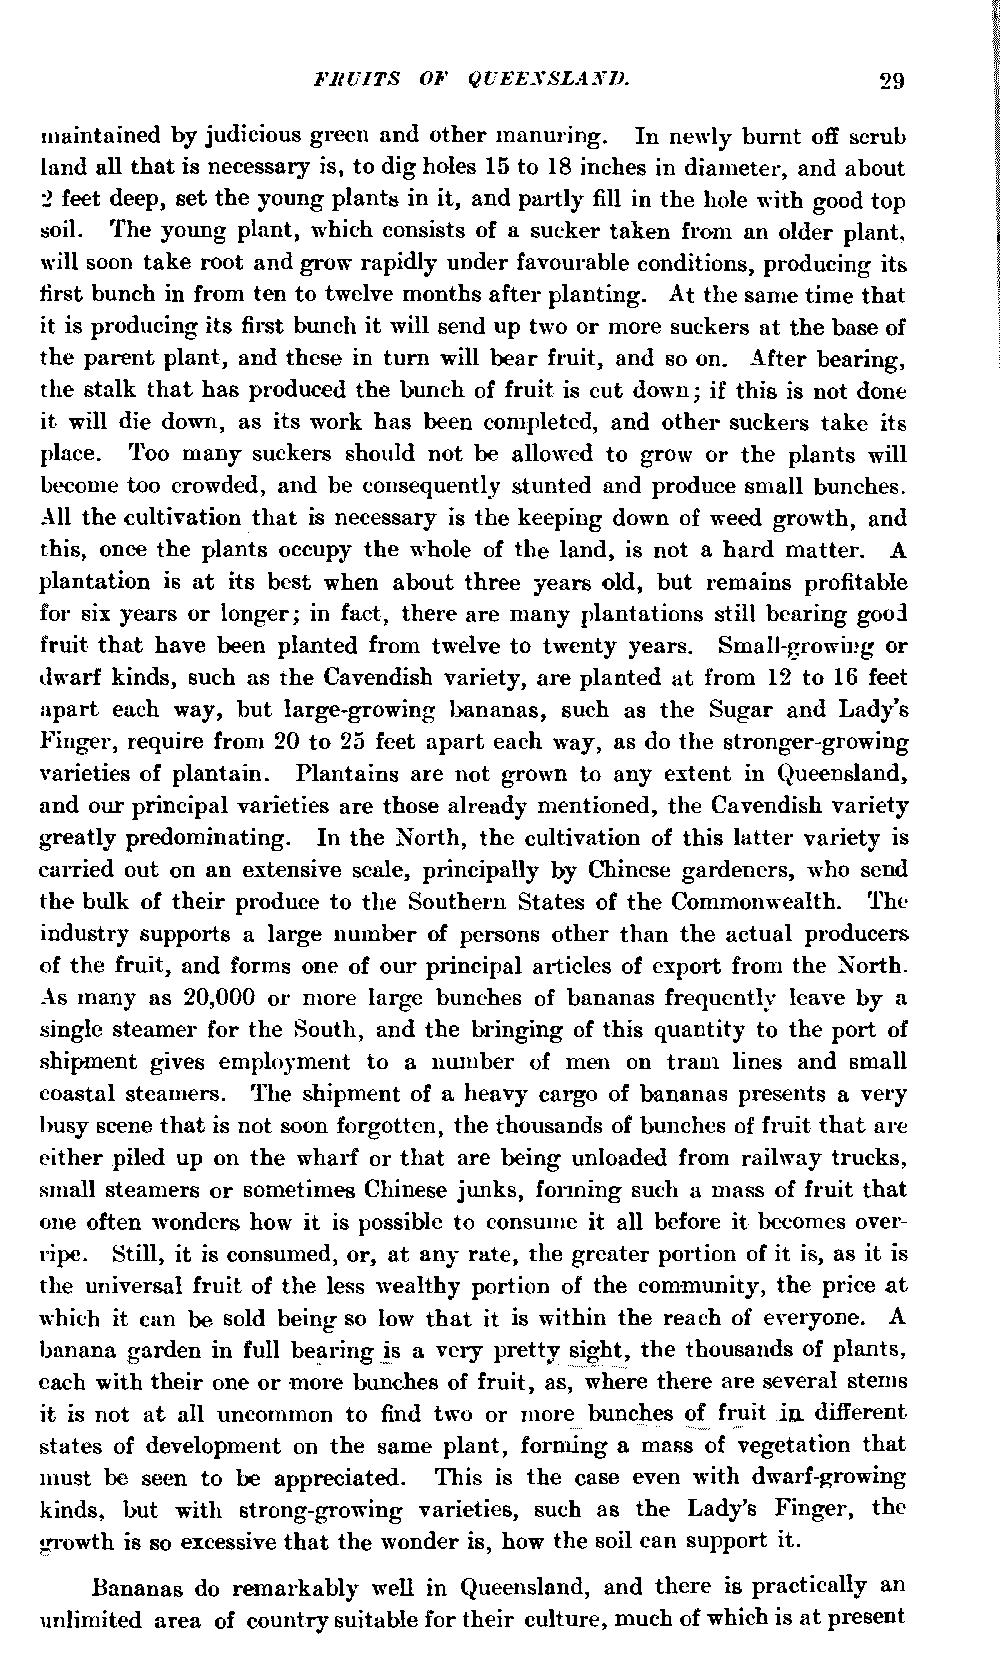 FRUITS OF QUEENSLAND. 29
maintained by judicious green and other manuring. In newly burnt off scrub
land all that is necessary is, to dig holes 15 to 18 inches in diameter, and about
2 feet deep, set the young plants in it, and partly fill in the hole with good top
soil. The young plant, which consists of a sucker taken from an older plant,
will soon take root and grow rapidly under favourable conditions, producing its
first bunch in from ten to twelve months after planting. At the same time that
it is producing its first bunch it will send up two or more suckers at the base of
the parent plant, and these in turn will bear fruit, and so on. After bearing,
the stalk that has produced the bunch of fruit is cut down; if this is not done
it will die down, as its work has been completed, and other suckers take its
place. Too many suckers should not be allowed to grow or the plants will
become too crowded, and be consequently stunted and produce small bunches.
All the cultivation that is necessary is the keeping down of weed growth, and
this, once the plants occupy the whole of the land, is not a hard matter. A
plantation is at its best when about three years old, but remains profitable
for six years or longer; in fact, there are many plantations still bearing good
fruit that have been planted from twelve to twenty years. Small-growing or
dwarf kinds, such as the Cavendish variety, are planted at from 12 to 16 feet
apart each way, but large-growing bananas, such as the Sugar and Lady's
Finger, require from 20 to 25 feet apart each way, as do the stronger-growing
varieties of plantain. Plantains are not grown to any extent in Queensland,
and our principal varieties are those already mentioned, the Cavendish variety
greatly predominating. In the North, the cultivation of this latter variety is
carried out on an extensive scale, principally by Chinese gardeners, who send
the bulk of their produce to the Southern States of the Commonwealth. The
industry supports a large number of persons other than the actual producers
of the fruit, and forms one of our principal articles of export from the North.
As many as 20,000 or more large bunches of bananas frequently leave by a
single steamer for the South, and the bringing of this quantity to the port of
shipment gives employment to a number of men on tram lines and small
coastal steamers. The shipment of a heavy cargo of bananas presents a very
busy scene that is not soon forgotten, the thousands of bunches of fruit that are
either piled up on the wharf or that are being unloaded from railway trucks,
small steamers or sometimes Chinese junks, forming such a mass of fruit that
one often wonders how it is possible to consume it all before it becomes over-
ripe. Still, it is consumed, or, at any rate, the greater portion of it is, as it is
the universal fruit of the less wealthy portion of the community, the price at
which it can be sold being so low that it is within the reach of everyone. A
banana garden in full bearing is a very pretty sight, the thousands of plants,
each with their one or more bunches of fruit, as, where there are several stems
it is not at all uncommon to find two or more bunches of fruit in different
states of development on the same plant, forming a mass of vegetation that
must be seen to be appreciated. This is the case even with dwarf-growing
kinds, but with strong-growing varieties, such as the Lady's Finger, the
growth is so excessive that the wonder is, how the soil can support it.
Bananas do remarkably well in Queensland, and there is practically an
unlimited area of country suitable for their culture, much of which is at present